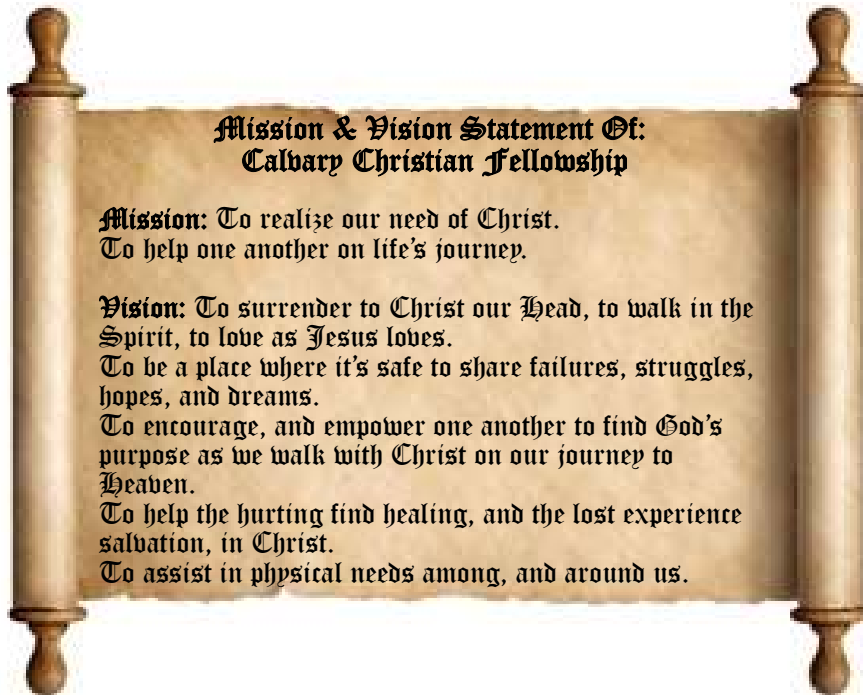 Mission & Vision Statement Of:
Calvary Christian Fellowship
Mission: To realize our need of Christ.
To help one another on life's journey.
Vision: To surrender to Christ our Head, to walk in the
Spirit, to love as Jesus loves.
To be a place where it's safe to share failures, struggles,
hopes, and dreams.
To encourage, and empower one another to find God's
purpose as we walk with Christ on our journey to
Heaven.
To help the hurting find healing, and the lost experience
salvation, in Christ.
To assist in physical needs among, and around us.